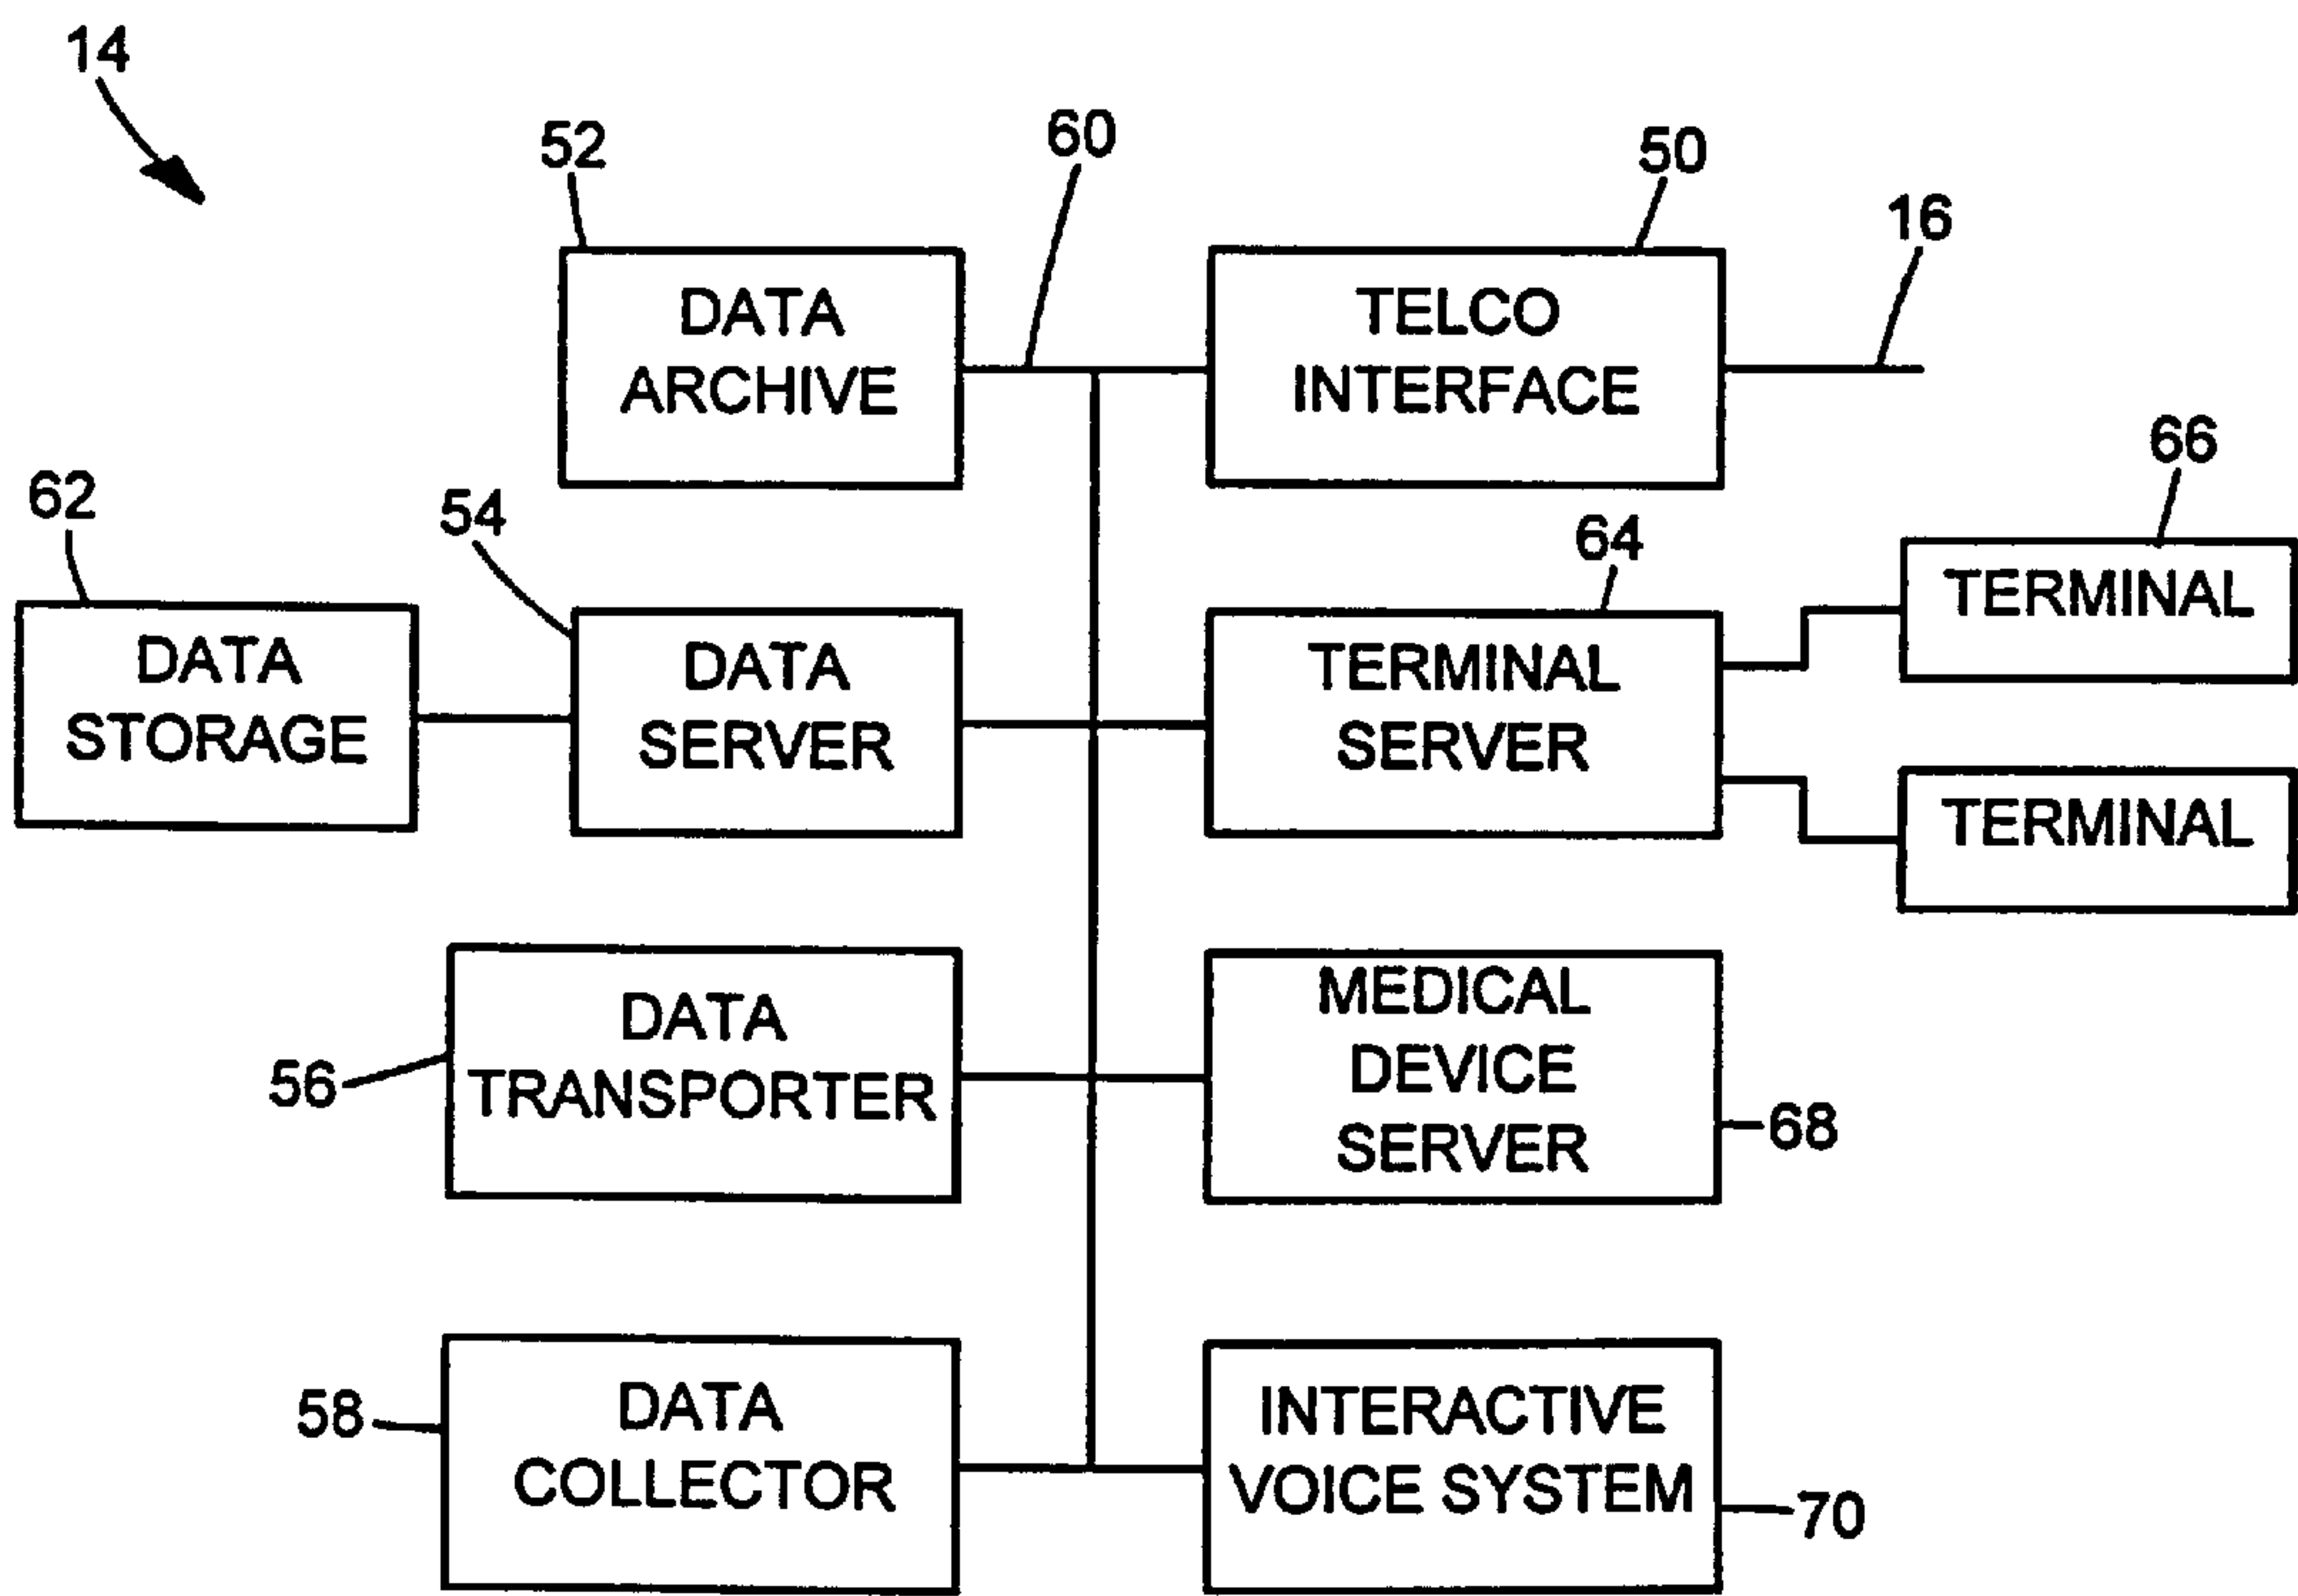 14
52
60
50
16
DATA
ARCHIVE
TELCO
INTERFACE
66
62
54
64
TERMINAL
DATA
STORAGE
DATA
SERVER
TERMINAL
SERVER
TERMINAL
DATA
TRANSPORTER
56
MEDICAL
DEVICE
SERVER
68
58
DATA
COLLECTOR
INTERACTIVE
VOICE SYSTEM
70